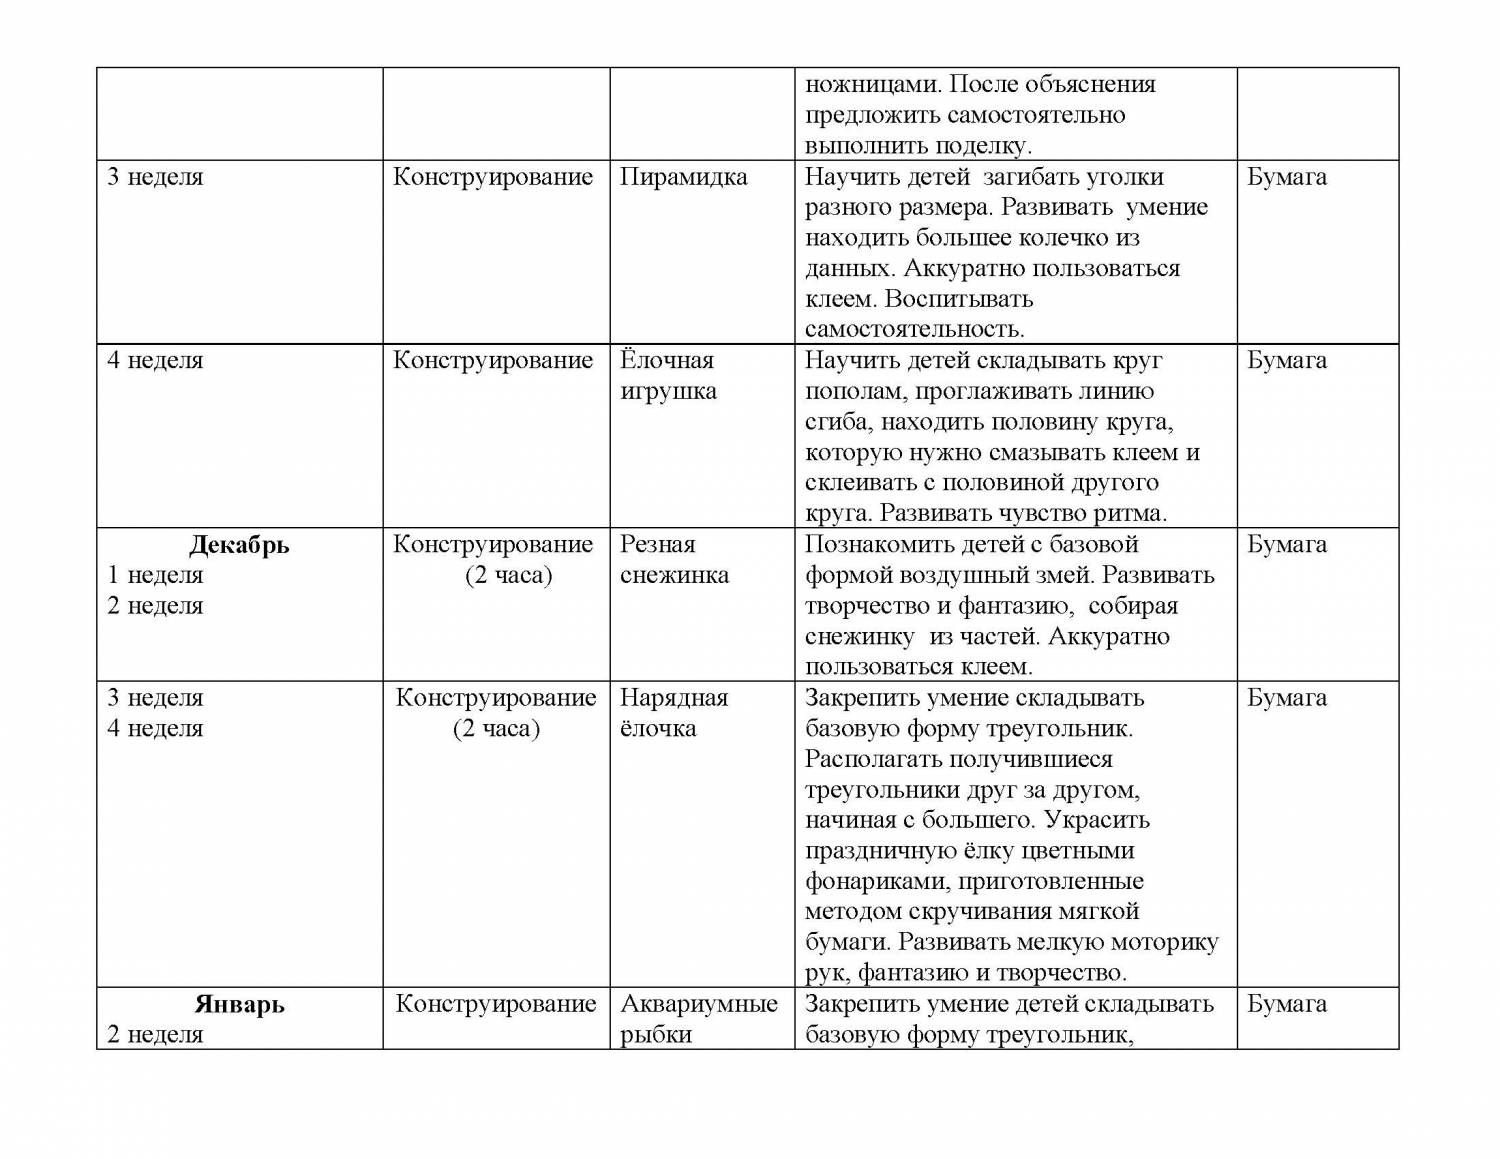 ножницами. После объяснения
предложить самостоятельно
выполнить поделку.
3 неделя
Конструирование
Пирамидка
Научить детей загибать уголки
разного размера. Развивать умение
находить большее колечко из
данных. Аккуратно пользоваться
клеем. Воспитывать
самостоятельность.
Бумага
4 неделя
Конструирование
Ёлочная
игрушка
Научить детей складывать круг
пополам, проглаживать линию
сгиба, находить половину круга,
которую нужно смазывать клеем и
склеивать с половиной другого
круга. Развивать чувство ритма.
Бумага
Декабрь
1 неделя
2 неделя
Конструирование
(2 часа)
Резная
снежинка
Познакомить детей с базовой
формой воздушный змей. Развивать
творчество и фантазию, собирая
снежинку из частей. Аккуратно
пользоваться клеем.
Бумага
3 неделя
4 неделя
Конструирование
(2 часа)
Нарядная
ёлочка
Закрепить умение складывать
базовую форму треугольник.
Располагать получившиеся
треугольники друг за другом,
начиная с большего. Украсить
праздничную ёлку цветными
фонариками, приготовленные
методом скручивания мягкой
бумаги. Развивать мелкую моторику
рук, фантазию и творчество.
Бумага
Январь
2 неделя
Конструирование
Аквариумные
рыбки
Закрепить умение детей складывать
базовую форму треугольник,
Бумага